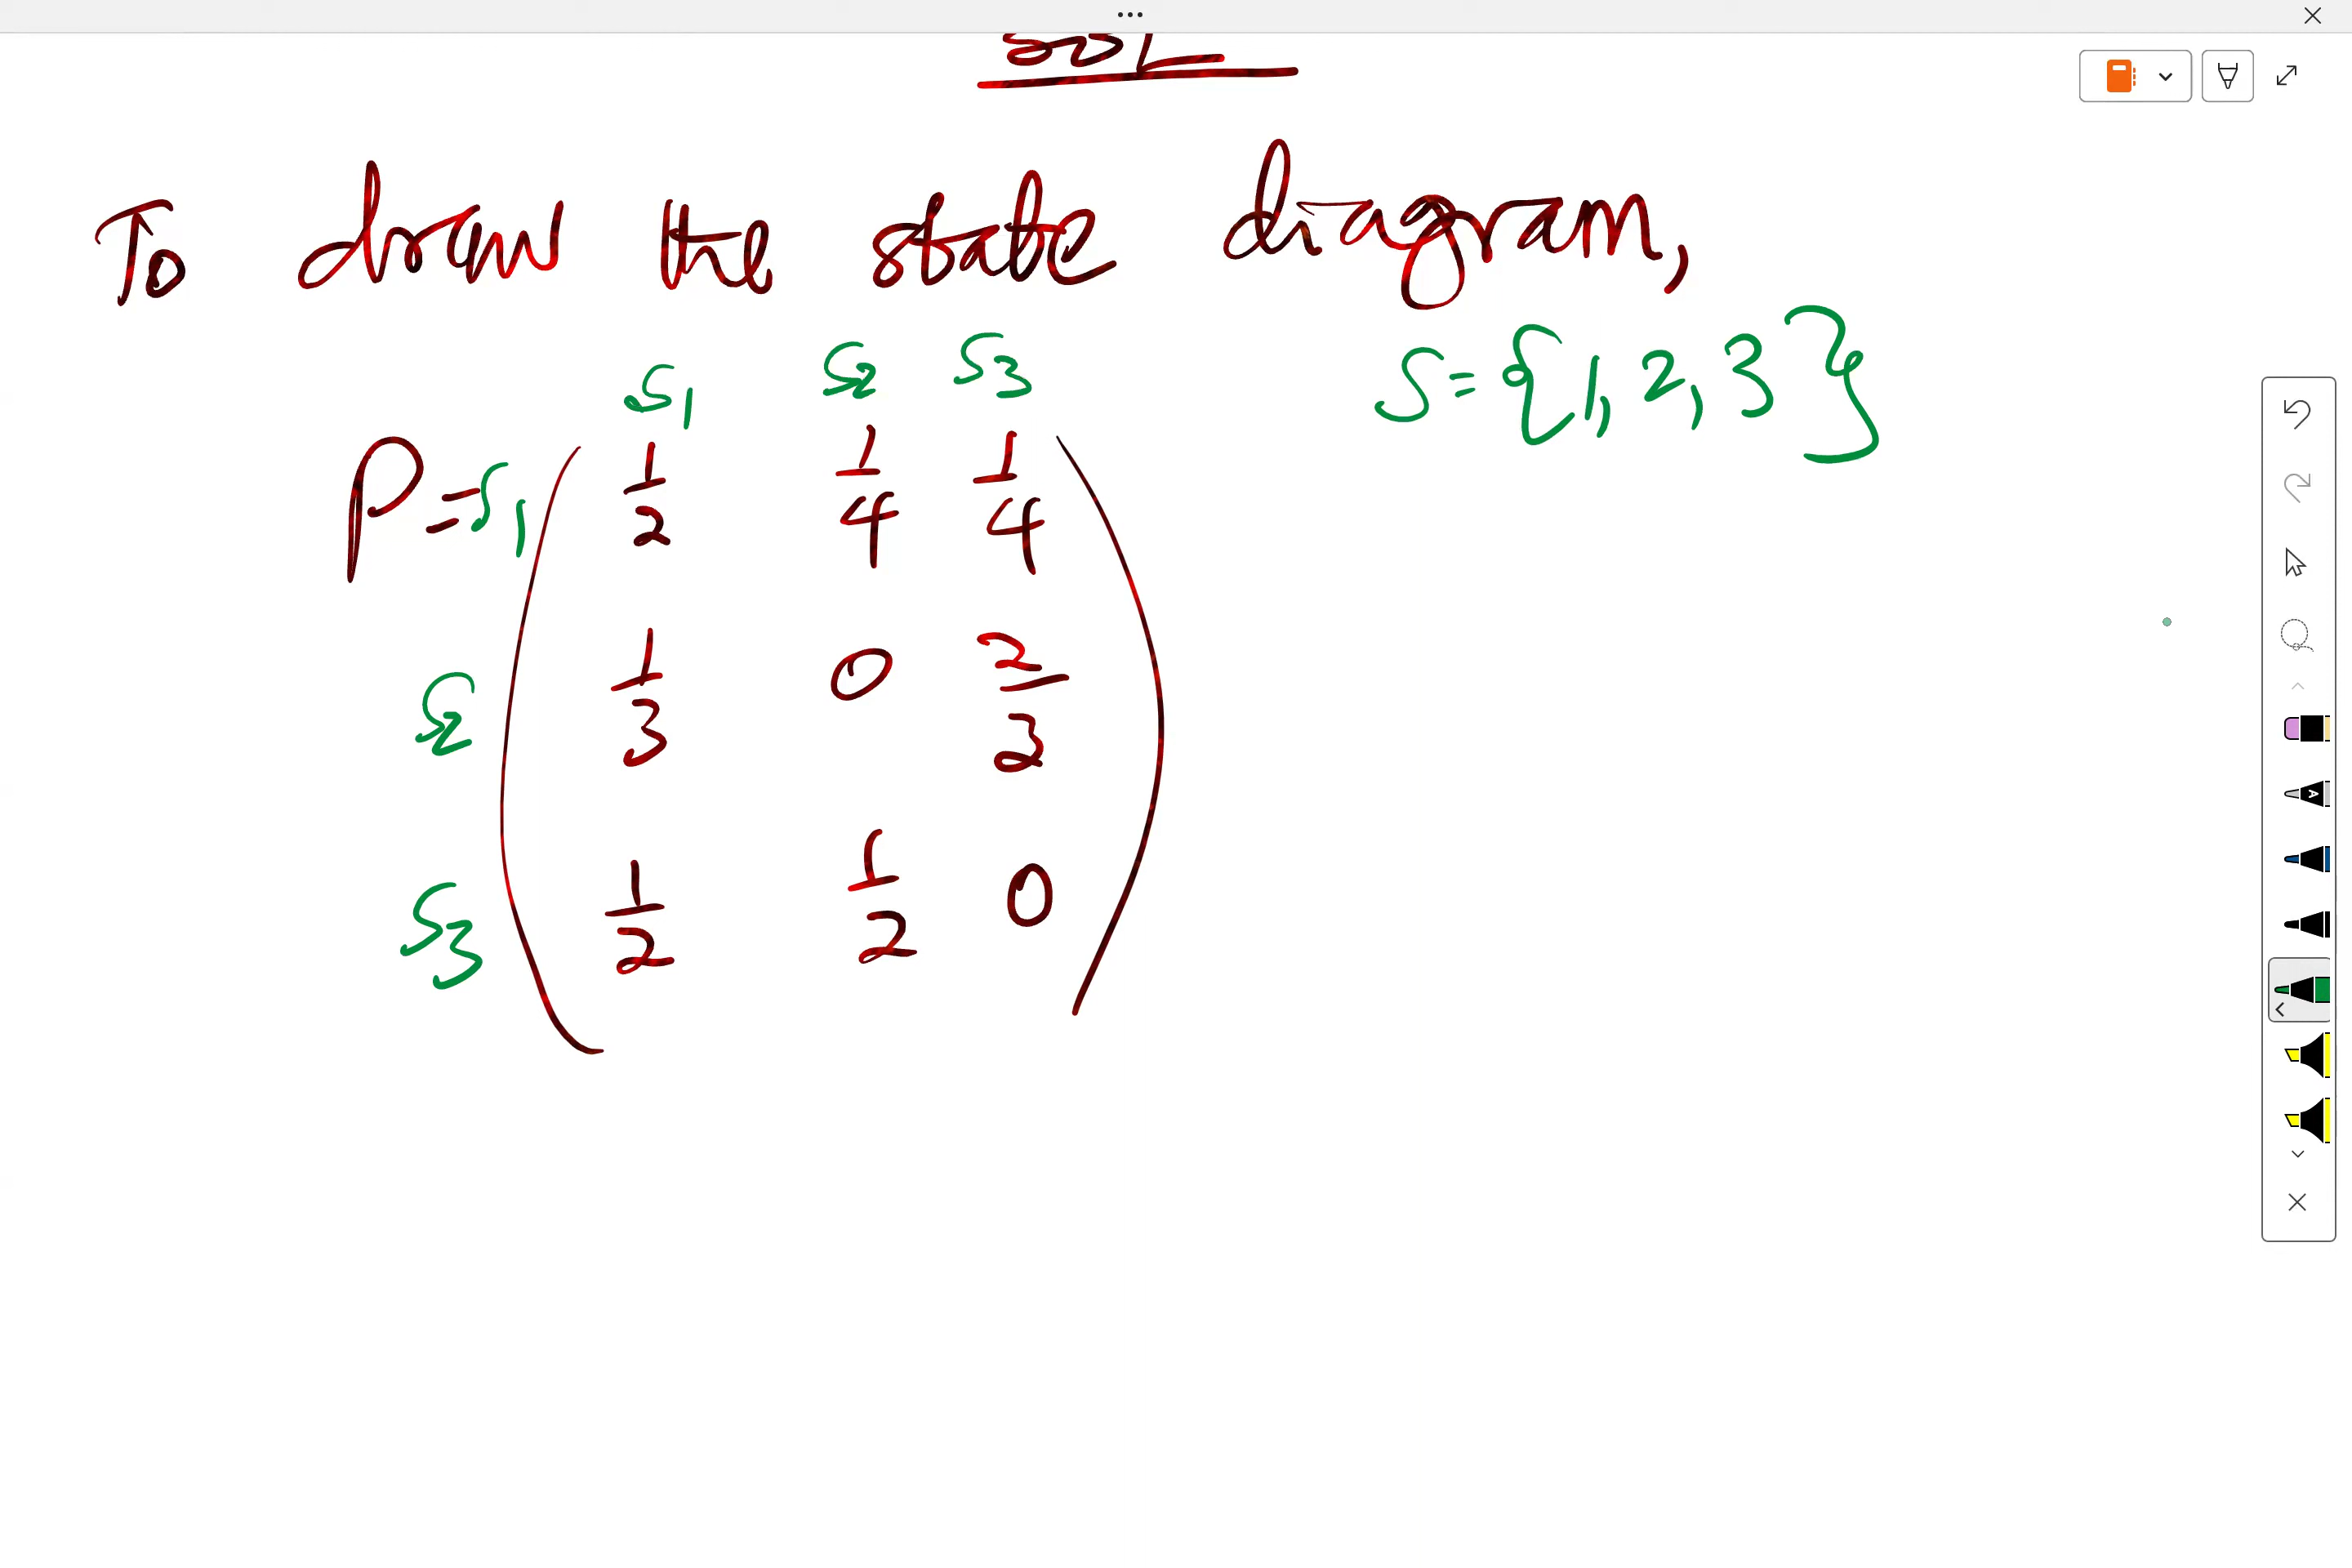 SOL
To draw the state diagram,
S1 S2 S3 S={1,2,3}
P= S1 1/2 1/4 1/4
S2 1/3 0 2/3
S3 1/2 1/2 0